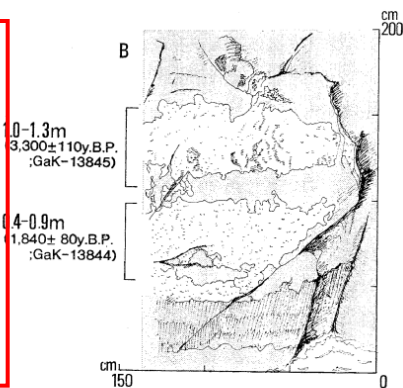 cm
200
B
1.0-1.3m
(3,300±110y.B.P.
;GaK-13845)
0.4-0.9m
(1,840± 80y.B.P.
;GaK-13844)
cm
150
0